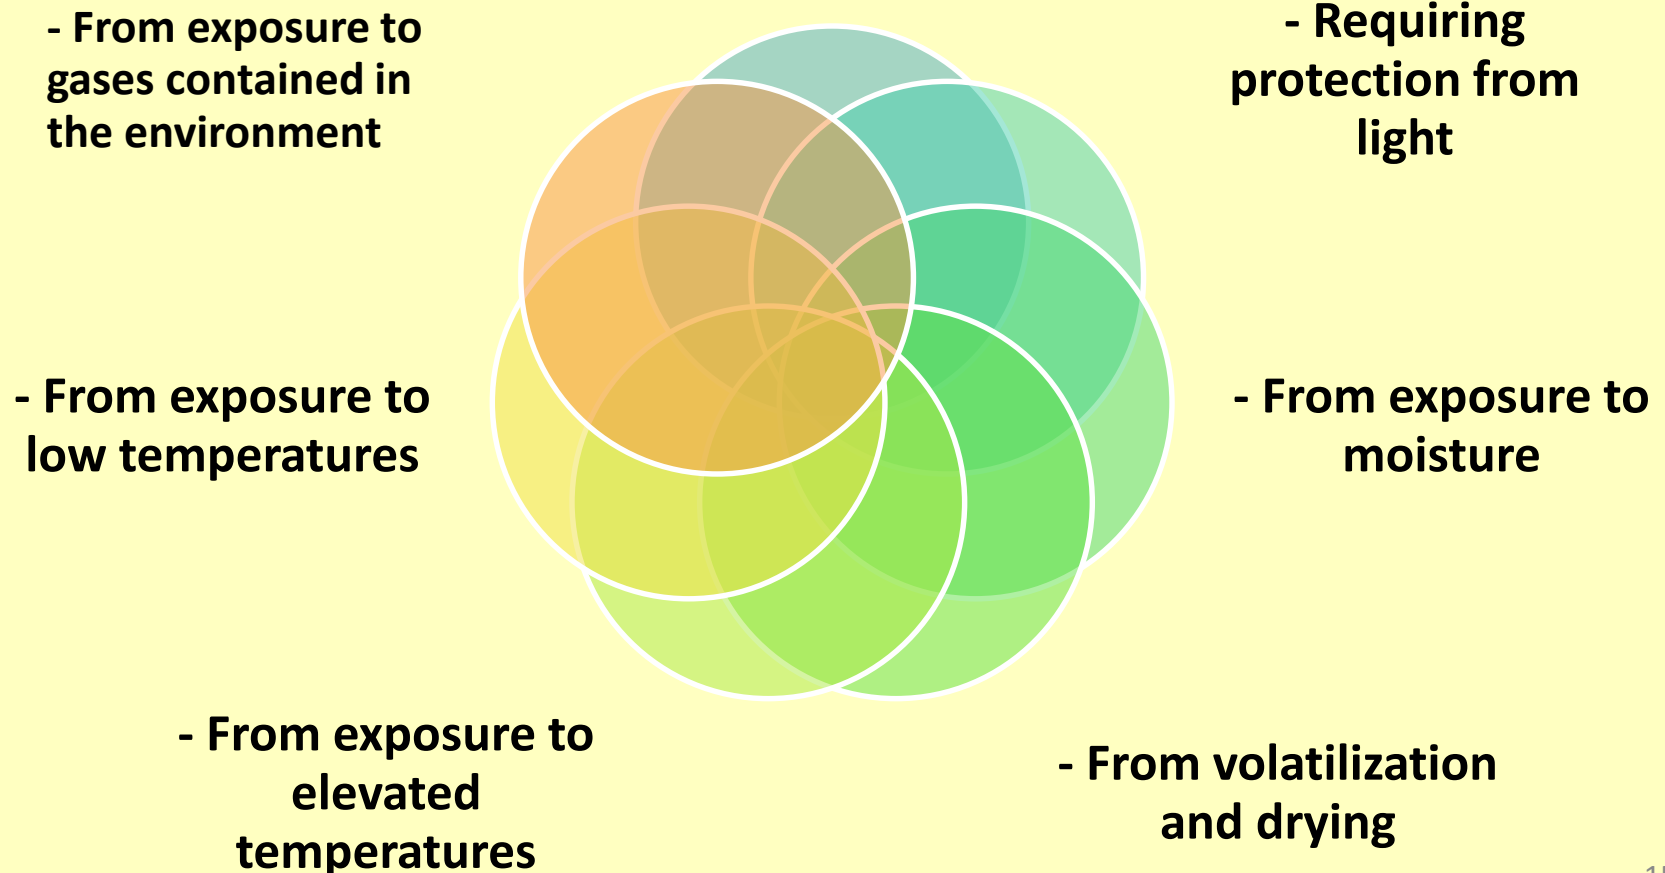 - From exposure to
gases contained in
the environment
- Requiring
protection from
light
- From exposure to
low temperatures
- From exposure to
moisture
- From exposure to
elevated
temperatures
- From volatilization
and drying